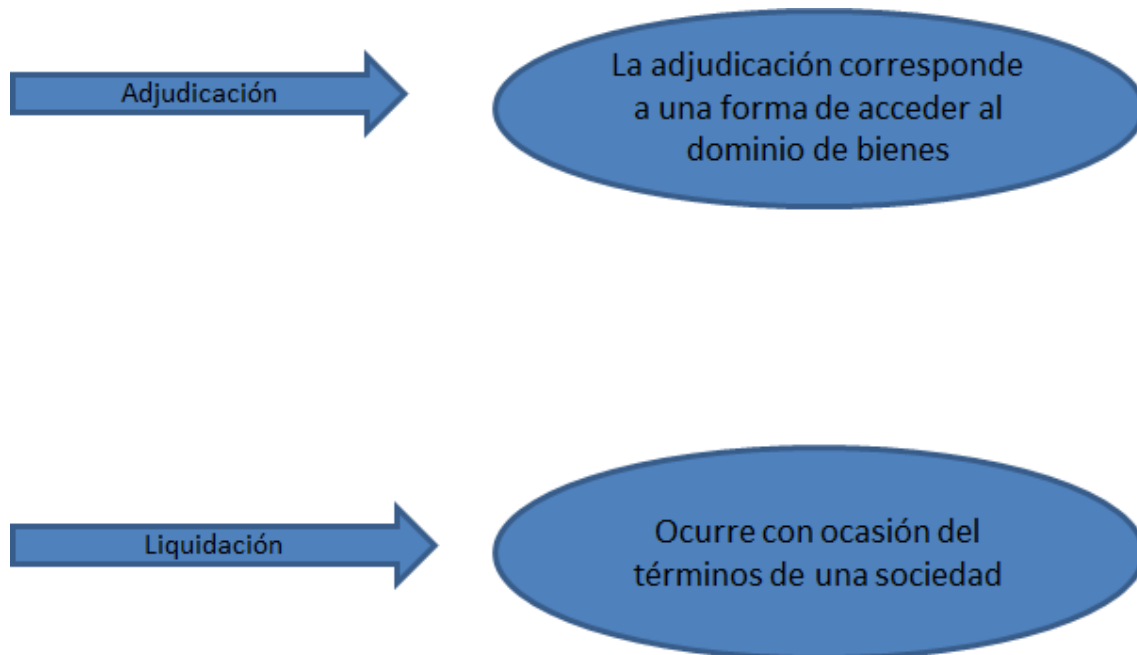 Adjudicación
La adjudicación corresponde
a una forma de acceder al
dominio de bienes
Liquidación
Ocurre con ocasión del
términos de una sociedad